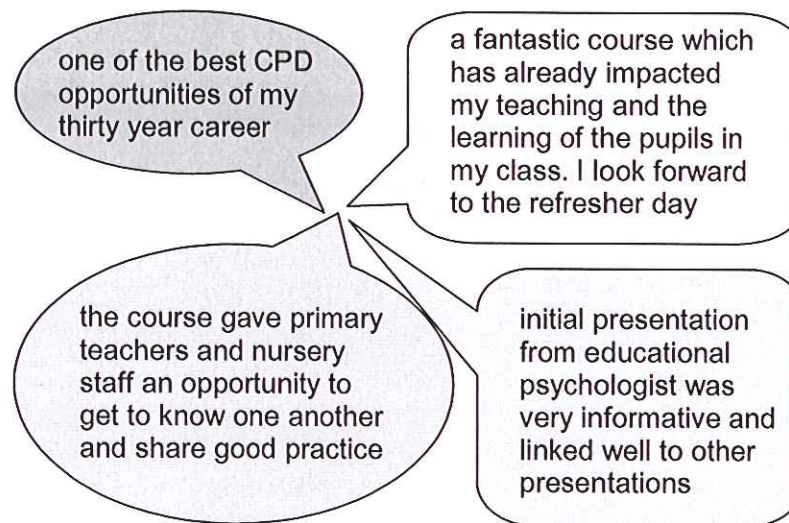 one of the best CPD
opportunities of my
thirty year career
a fantastic course which
has already impacted
my teaching and the
learning of the pupils in
my class. I look forward
to the refresher day
the course gave primary
teachers and nursery
staff an opportunity to
get to know one another
and share good practice
initial presentation
from educational
psychologist was
very informative and
linked well to other
presentations